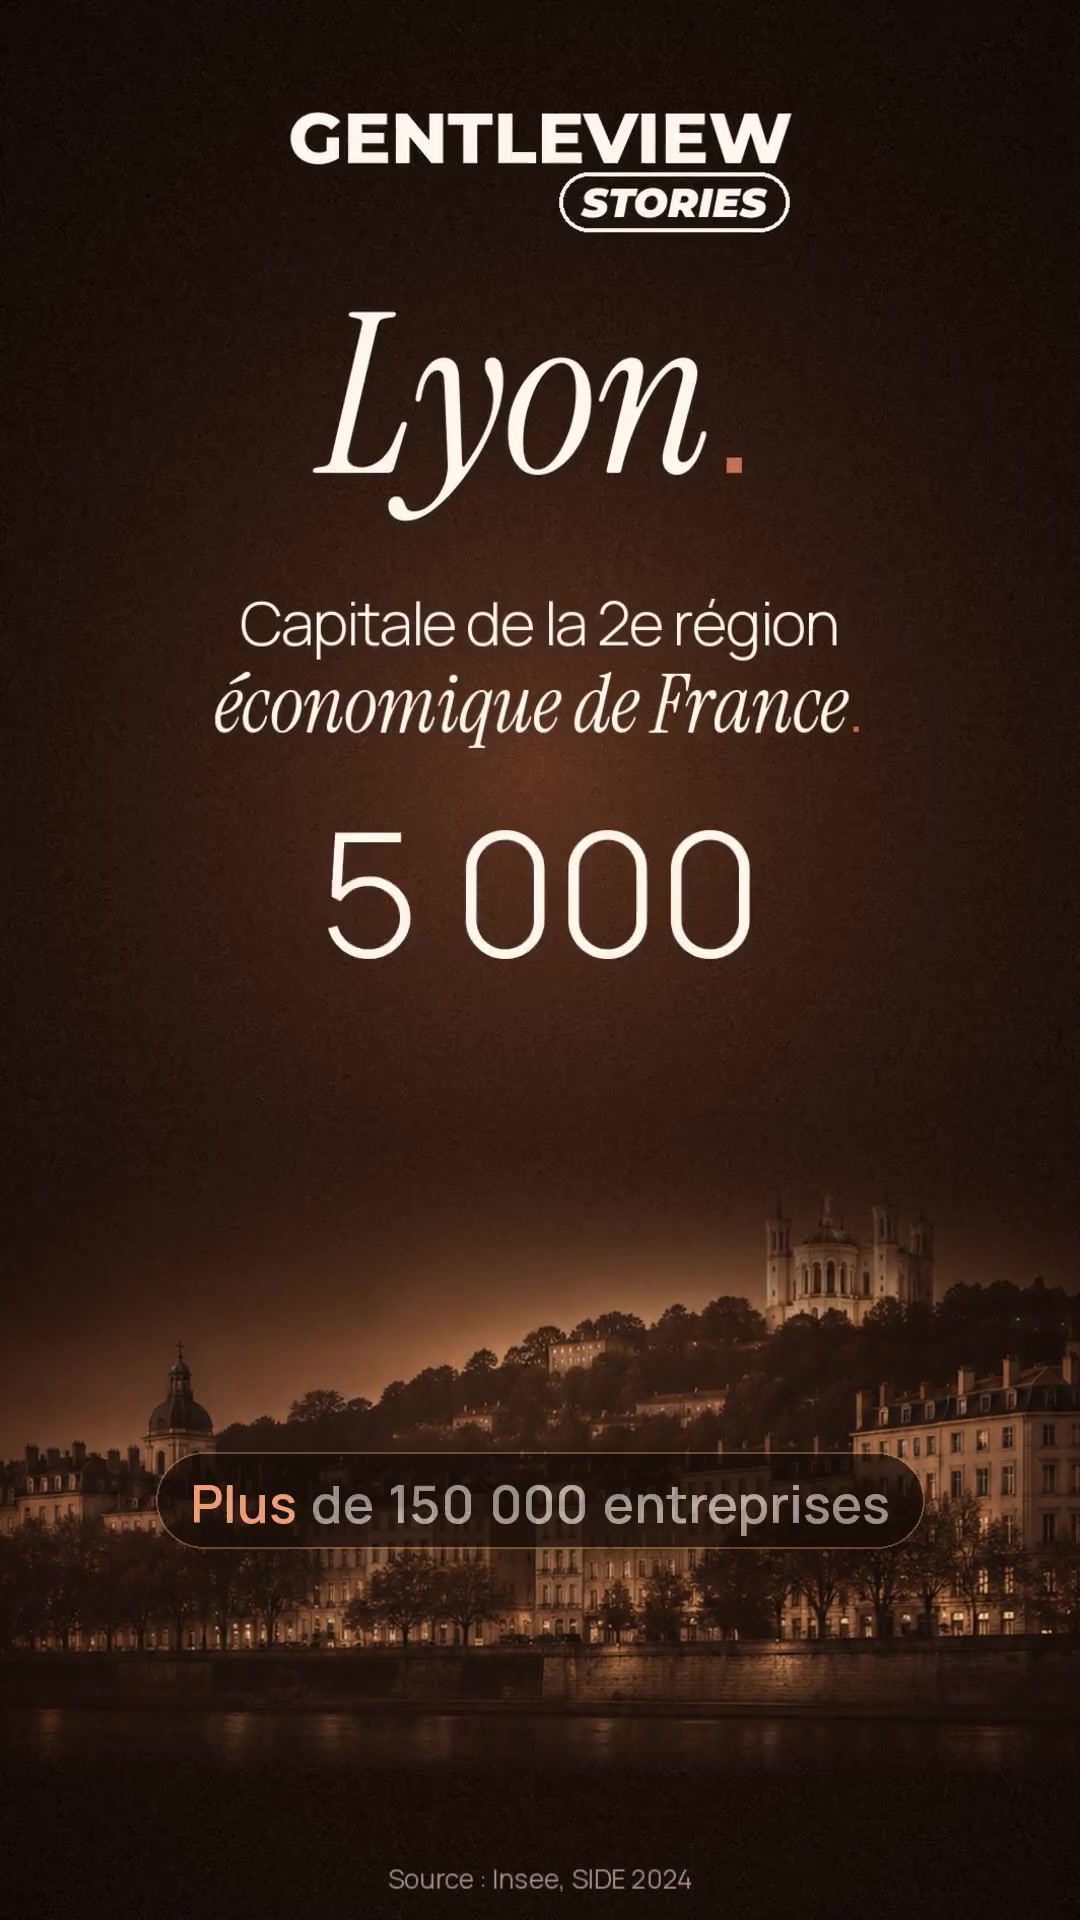 GENTLEVIEW
STORIES
Lyon.
Capitale de la 2e région
économique de France.
5 000
Plus de 150 000 entreprises
Source : Insee, SIDE 2024